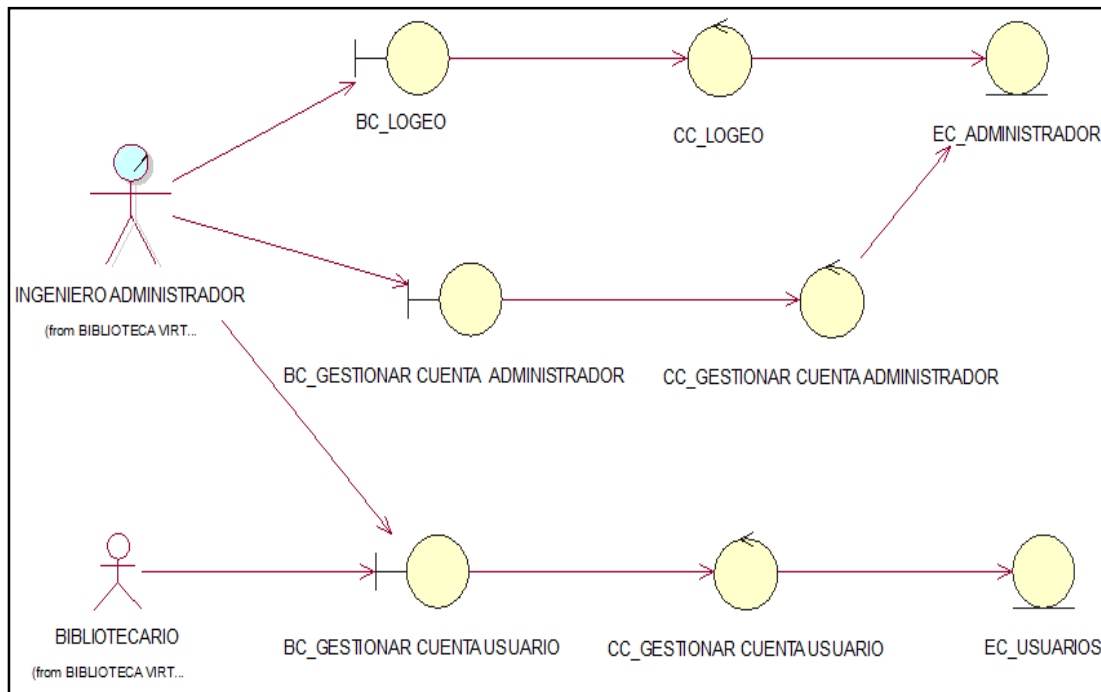 BC_LOGEO
CC_LOGEO
EC_ADMINISTRADOR
INGENIERO ADMINISTRADOR
(from BIBLIOTECA VIRT...
BC_GESTIONAR CUENTA ADMINISTRADOR
CC_GESTIONAR CUENTA ADMINISTRADOR
BIBLIOTECARIO
(from BIBLIOTECA VIRT...
BC_GESTIONAR CUENTA USUARIO
CC_GESTIONAR CUENTA USUARIO
EC_USUARIOS